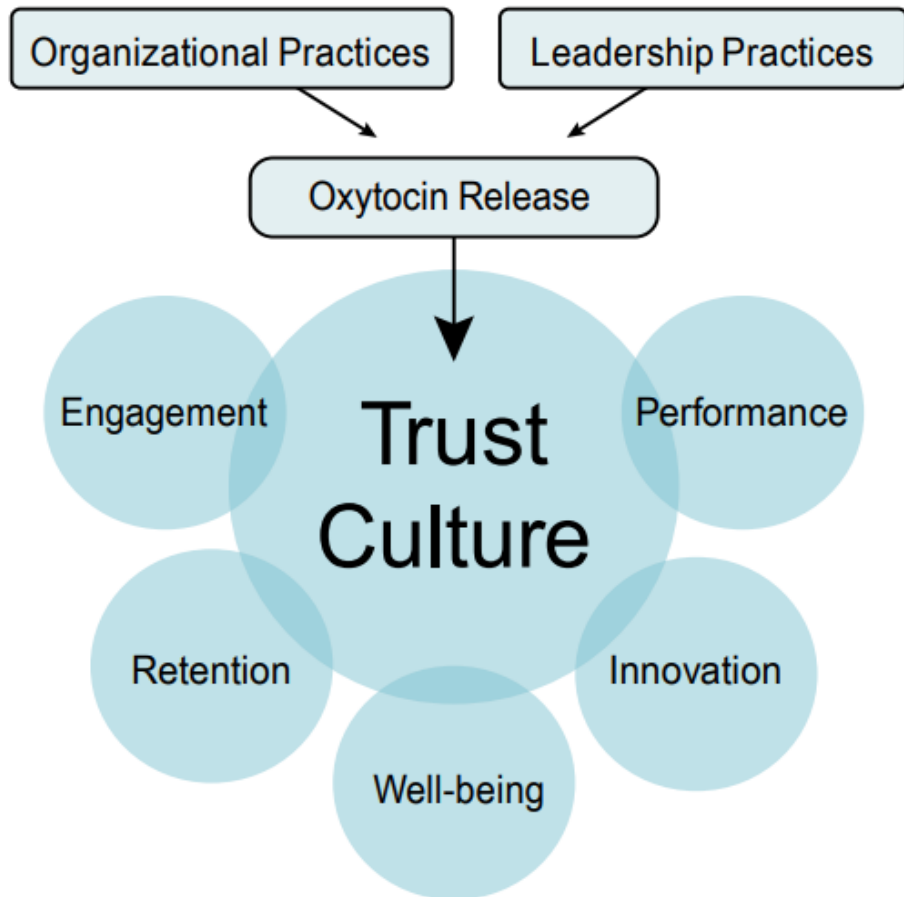 Organizational Practices
Leadership Practices
Oxytocin Release
Trust
Culture
Engagement
Performance
Retention
Innovation
Well-being